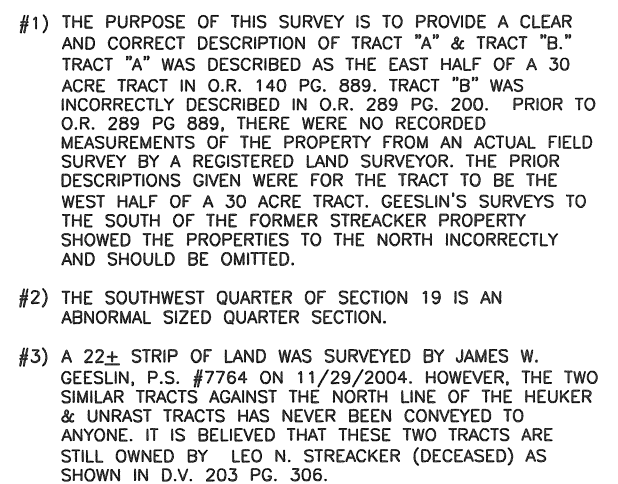 #1) THE PURPOSE OF THIS SURVEY IS TO PROVIDE A CLEAR
AND CORRECT DESCRIPTION OF TRACT "A" & TRACT "B."
TRACT "A" WAS DESCRIBED AS THE EAST HALF OF A 30
ACRE TRACT IN O.R. 140 PG. 889. TRACT "B" WAS
INCORRECTLY DESCRIBED IN O.R. 289 PG. 200. PRIOR TO
O.R. 289 PG 889, THERE WERE NO RECORDED
MEASUREMENTS OF THE PROPERTY FROM AN ACTUAL FIELD
SURVEY BY A REGISTERED LAND SURVEYOR. THE PRIOR
DESCRIPTIONS GIVEN WERE FOR THE TRACT TO BE THE
WEST HALF OF A 30 ACRE TRACT. GEESLIN'S SURVEYS TO
THE SOUTH OF THE FORMER STREACKER PROPERTY
SHOWED THE PROPERTIES TO THE NORTH INCORRECTLY
AND SHOULD BE OMITTED.
#2) THE SOUTHWEST QUARTER OF SECTION 19 IS AN
ABNORMAL SIZED QUARTER SECTION.
#3) A 22± STRIP OF LAND WAS SURVEYED BY JAMES W.
GEESLIN, P.S. #7764 ON 11/29/2004. HOWEVER, THE TWO
SIMILAR TRACTS AGAINST THE NORTH LINE OF THE HEUKER
& UNRAST TRACTS HAS NEVER BEEN CONVEYED TO
ANYONE. IT IS BELIEVED THAT THESE TWO TRACTS ARE
STILL OWNED BY LEO N. STREACKER (DECEASED) AS
SHOWN IN D.V. 203 PG. 306.